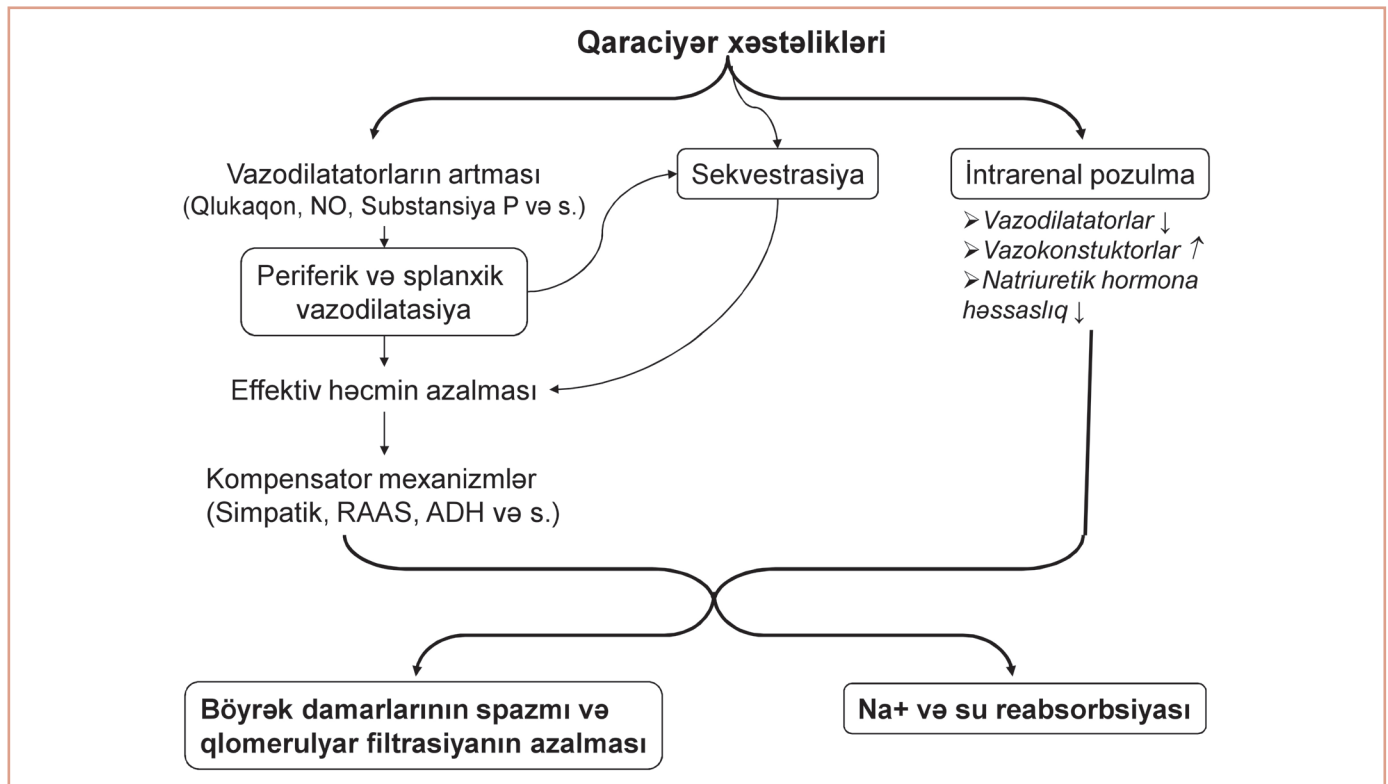 Qaraciyər xəstəlikləri
Vazodilatatorların artması
(Qlukaqon, NO, Substansiya P və s.)
Sekvestrasiya
İntrarenal pozulma
➢Vazodilatatorlar ↓
➢Vazokonstuktorlar ↑
➢Natriuretik hormona
həssaslıq ↓
Periferik və splanxik
vazodilatasiya
Effektiv həcmin azalması
Kompensator mexanizmlər
(Simpatik, RAAS, ADH və s.)
Böyrək damarlarının spazmı və
qlomerulyar filtrasiyanın azalması
Na+ və su reabsorbsiyası